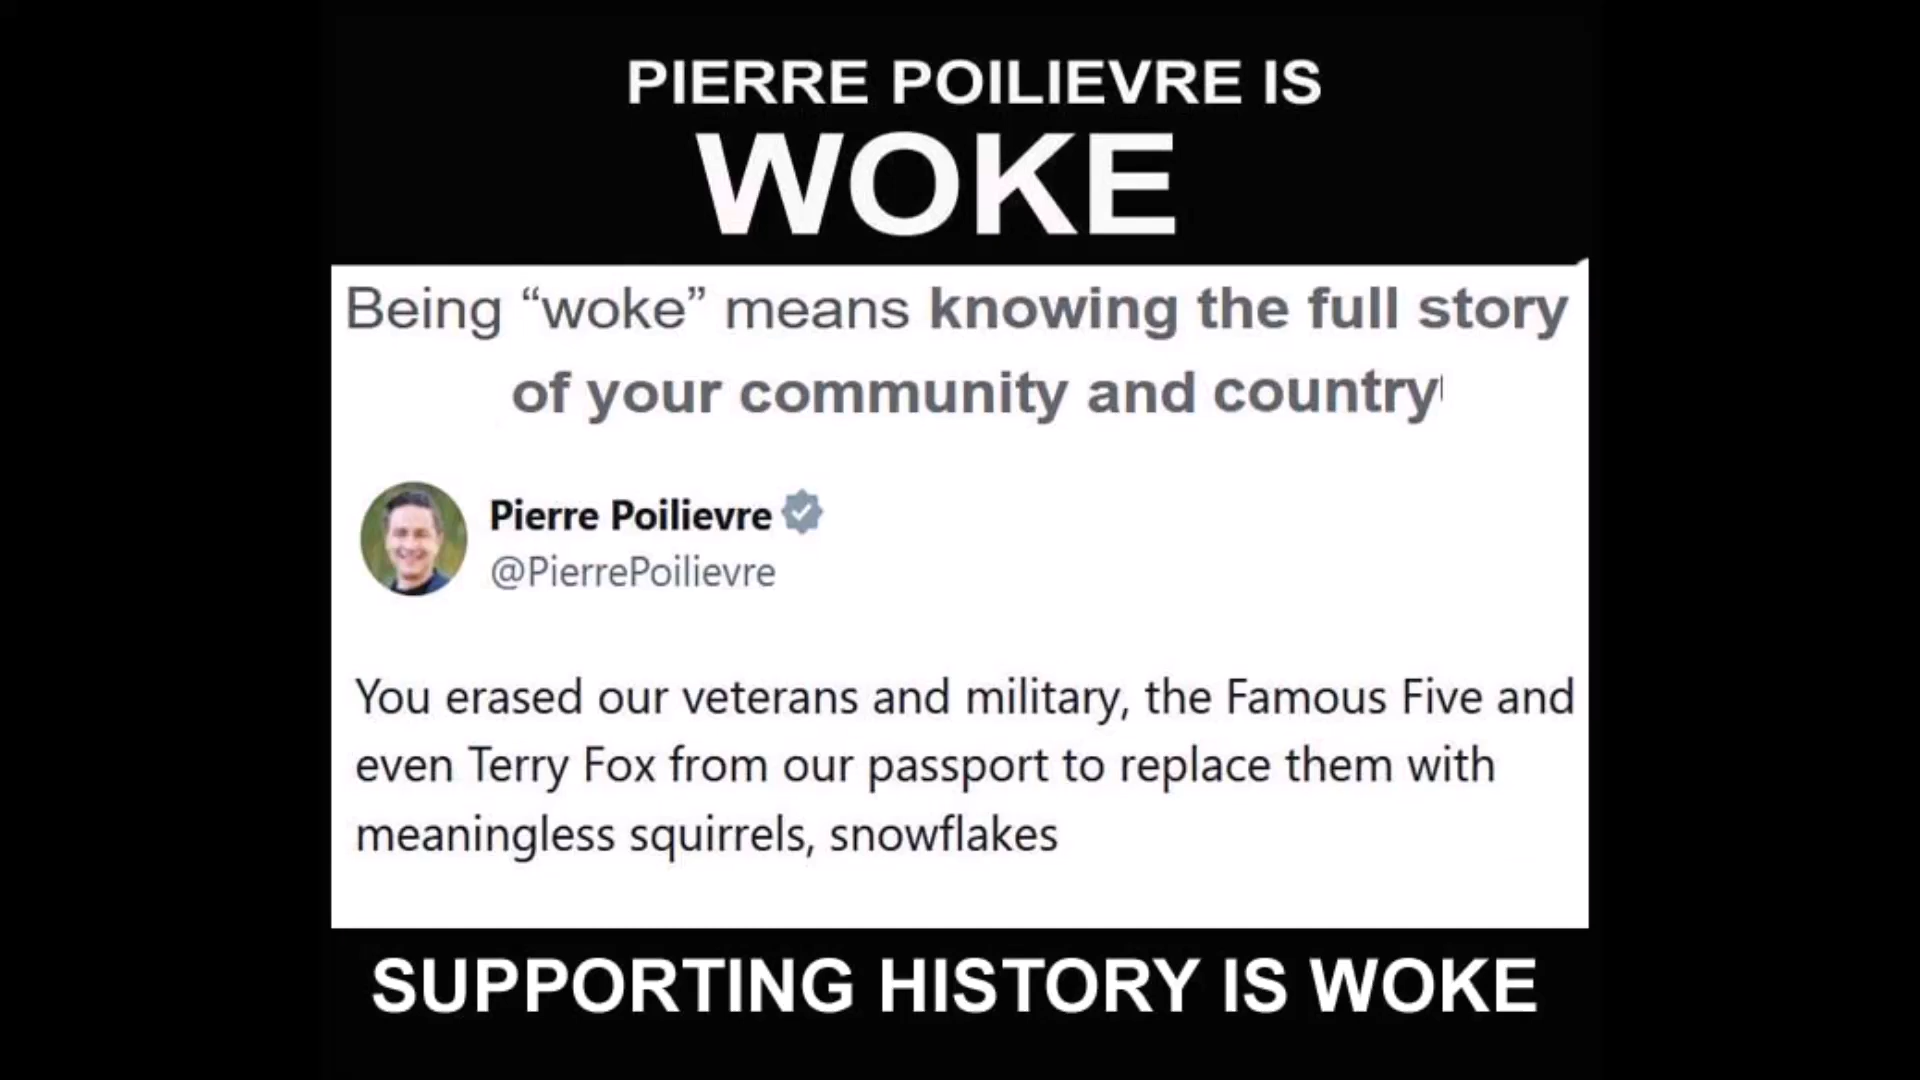 PIERRE POILIEVRE IS
WOKE
Being “woke” means knowing the full story
of your community and country
Pierre Poilievre
@PierrePoilievre
You erased our veterans and military, the Famous Five and
even Terry Fox from our passport to replace them with
meaningless squirrels, snowflakes
SUPPORTING HISTORY IS WOKE